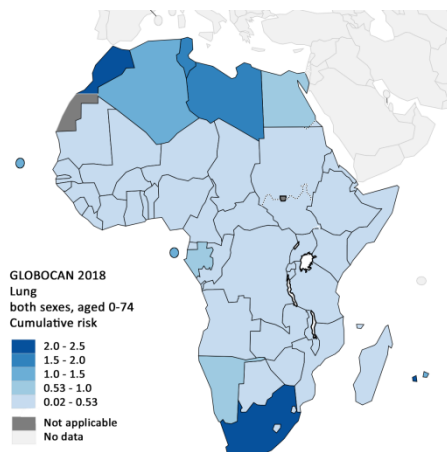 GLOBOCAN 2018
Lung
both sexes, aged 0-74
Cumulative risk
2.0 - 2.5
1.5 - 2.0
1.0 - 1.5
0.53 - 1.0
0.02 - 0.53
Not applicable
No data